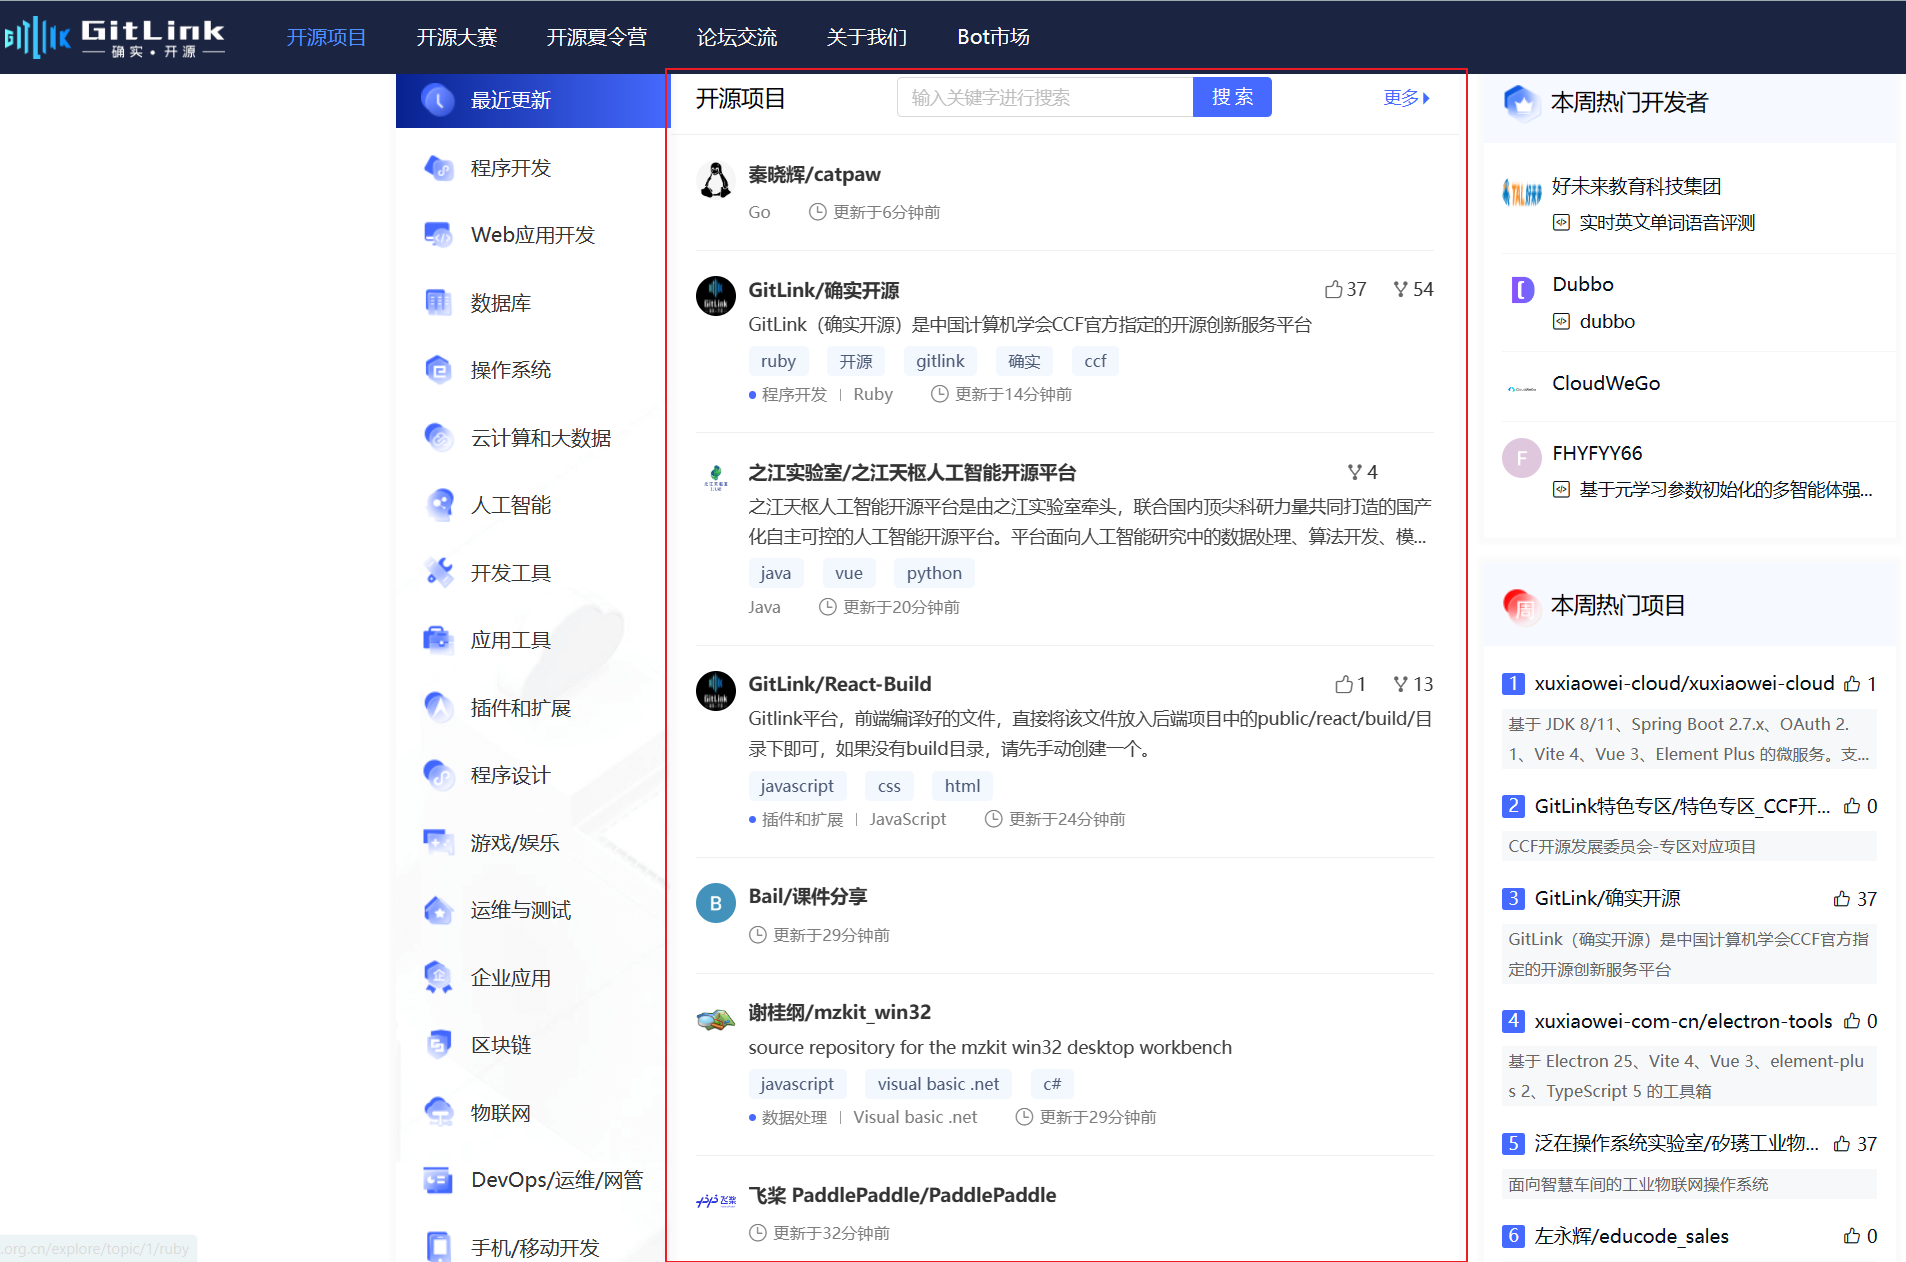 GitLink
确实·开源
开源项目
开源大赛
开源夏令营
论坛交流
关于我们
Bot市场
最近更新
程序开发
Web应用开发
数据库
操作系统
云计算和大数据
人工智能
开发工具
应用工具
插件和扩展
程序设计
游戏/娱乐
运维与测试
企业应用
区块链
物联网
DevOps/运维/网管
手机/移动开发
.org.cn/explore/topic/1/ruby
开源项目
输入关键字进行搜索
搜 索
更多
秦晓辉/catpaw
Go 更新于6分钟前
GitLink/确实开源 37 54
GitLink（确实开源）是中国计算机学会CCF官方指定的开源创新服务平台
ruby 开源 gitlink 确实 ccf
程序开发 | Ruby 更新于14分钟前
之江实验室/之江天枢人工智能开源平台 4
之江天枢人工智能开源平台是由之江实验室牵头，联合国内顶尖科研力量共同打造的国产
化自主可控的人工智能开源平台。平台面向人工智能研究中的数据处理、算法开发、模...
java vue python
Java 更新于20分钟前
GitLink/React-Build 1 13
Gitlink平台，前端编译好的文件，直接将该文件放入后端项目中的public/react/build/目
录下即可，如果没有build目录，请先手动创建一个。
javascript css html
插件和扩展 | JavaScript 更新于24分钟前
B
Bail/课件分享
更新于29分钟前
谢桂纲/mzkit_win32
source repository for the mzkit win32 desktop workbench
javascript visual basic .net c#
数据处理 | Visual basic .net 更新于29分钟前
飞桨 PaddlePaddle/PaddlePaddle
更新于32分钟前
本周热门开发者
好未来教育科技集团
实时英文单词语音评测
Dubbo
dubbo
CloudWeGo
F
FHYFYY66
基于元学习参数初始化的多智能体强...
周
本周热门项目
1 xuxiaowei-cloud/xuxiaowei-cloud 1
基于 JDK 8/11、Spring Boot 2.7.x、OAuth 2.
1、Vite 4、Vue 3、Element Plus 的微服务。支...
2 GitLink特色专区/特色专区_CCF开... 0
CCF开源发展委员会-专区对应项目
3 GitLink/确实开源 37
GitLink（确实开源）是中国计算机学会CCF官方指
定的开源创新服务平台
4 xuxiaowei-com-cn/electron-tools 0
基于 Electron 25、Vite 4、Vue 3、element-plu
s 2、TypeScript 5 的工具箱
5 泛在操作系统实验室/矽璓工业物... 37
面向智慧车间的工业物联网操作系统
6 左永辉/educode_sales 0